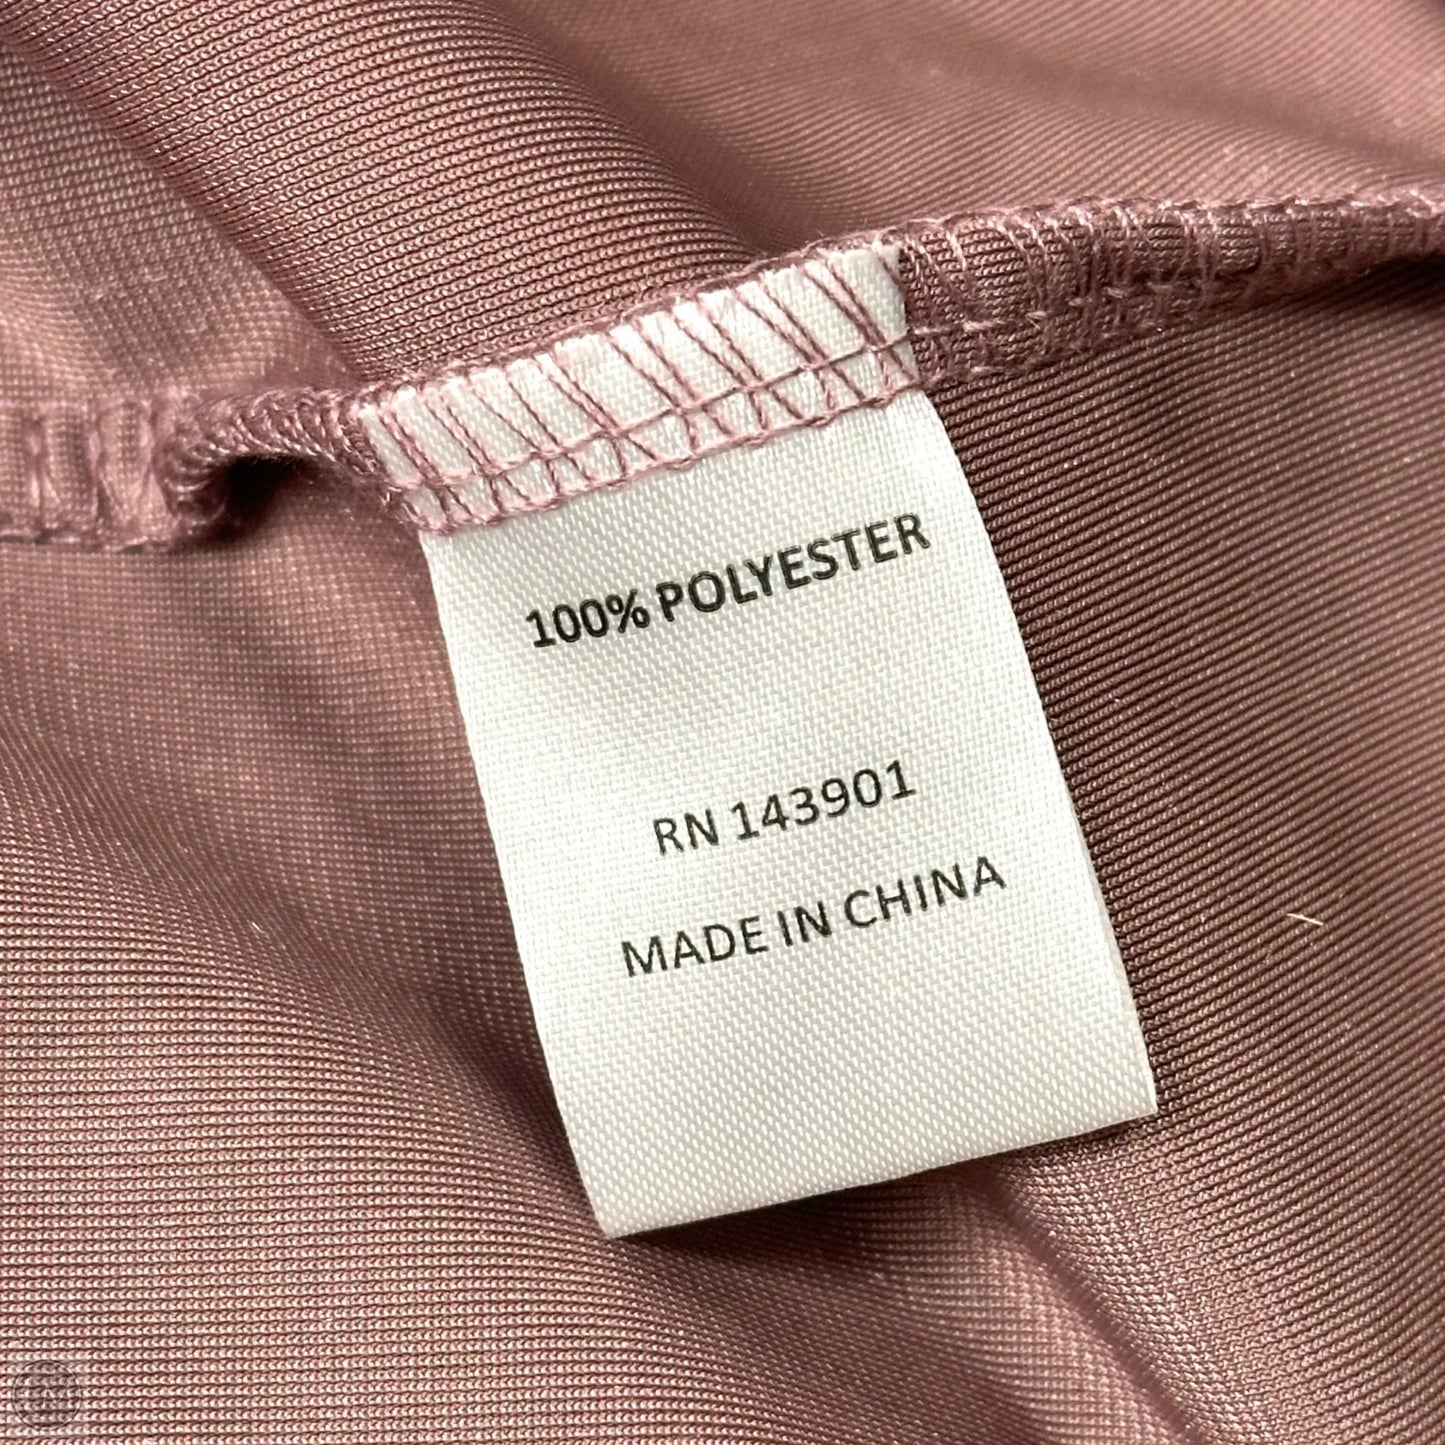 100% POLYESTER
RN 143901
MADE IN CHINA